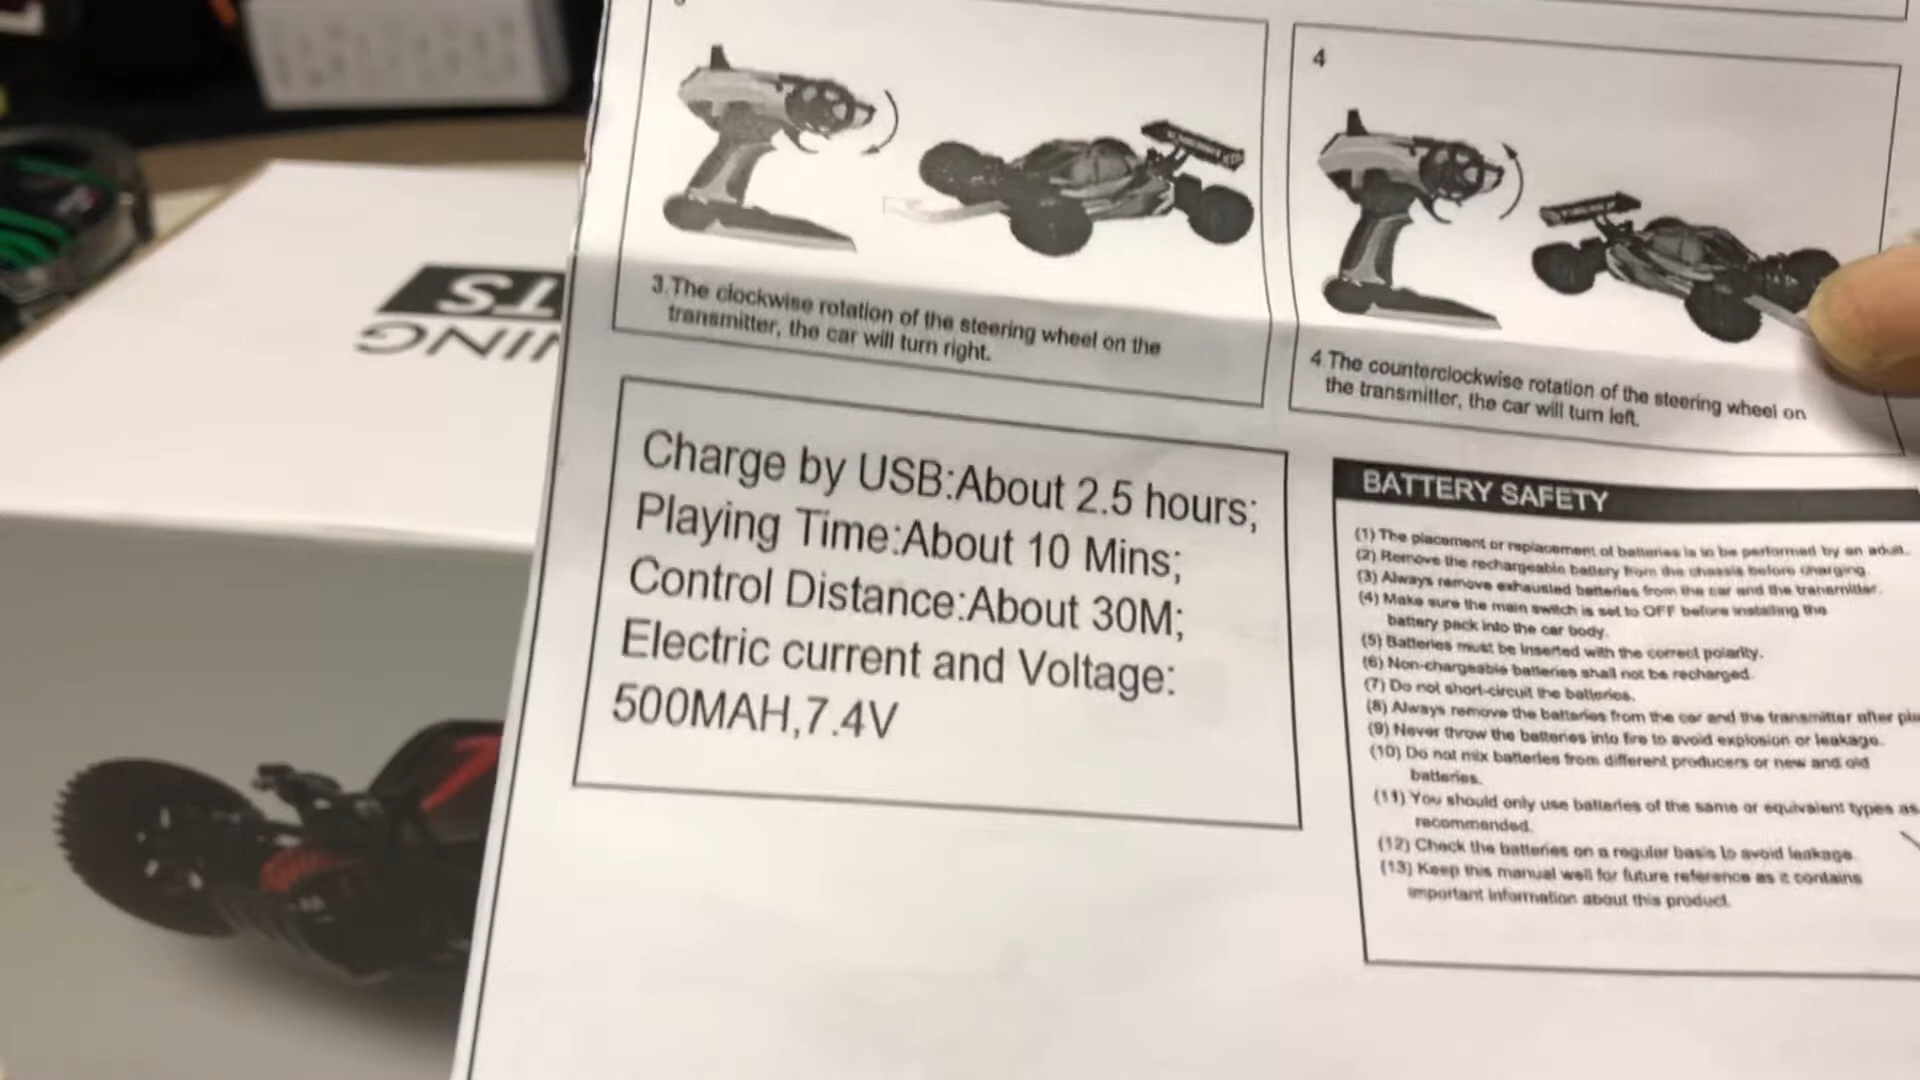 4
3.The clockwise rotation of the steering wheel on the
transmitter, the car will turn right.
4.The counterclockwise rotation of the steering wheel on
the transmitter, the car will turn left.
Charge by USB:About 2.5 hours;
Playing Time:About 10 Mins;
Control Distance:About 30M;
Electric current and Voltage:
500MAH,7.4V
BATTERY SAFETY
(1) The placement or replacement of batteries is to be performed by an adult.
(2) Remove the rechargeable battery from the chassis before charging.
(3) Always remove exhausted batteries from the car and the transmitter.
(4) Make sure the main switch is set to OFF before installing the
battery pack into the car body.
(5) Batteries must be inserted with the correct polarity.
(6) Non-chargeable batteries shall not be recharged.
(7) Do not short-circuit the batteries.
(8) Always remove the batteries from the car and the transmitter after
(9) Never throw the batteries into fire to avoid explosion or leakage.
(10) Do not mix batteries from different producers or new and old
batteries.
(11) You should only use batteries of the same or equivalent types as
recommended.
(12) Check the batteries on a regular basis to avoid leakage.
(13) Keep this manual well for future reference as it contains
important information about this product.